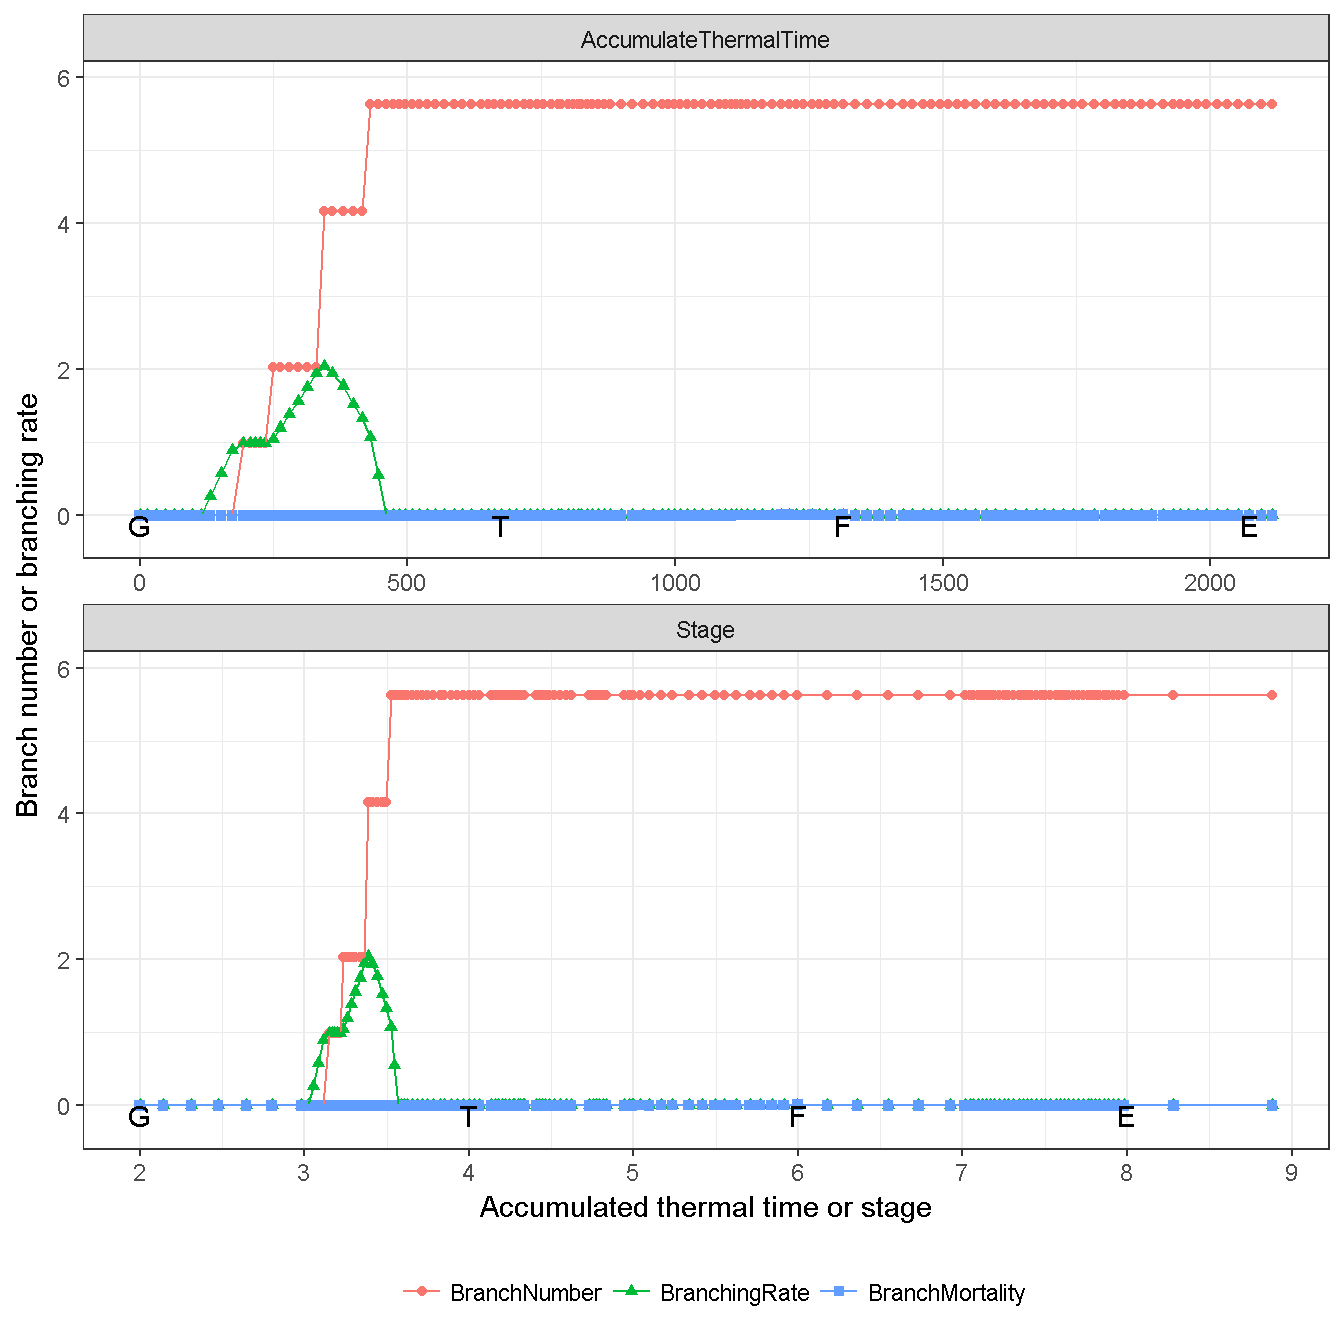 AccumulateThermalTime
6
4
2
0
G T F E
0 500 1000 1500 2000
Branch number or branching rate
Stage
6
4
2
0
G T F E
2 3 4 5 6 7 8 9
Accumulated thermal time or stage
BranchNumber BranchingRate BranchMortality